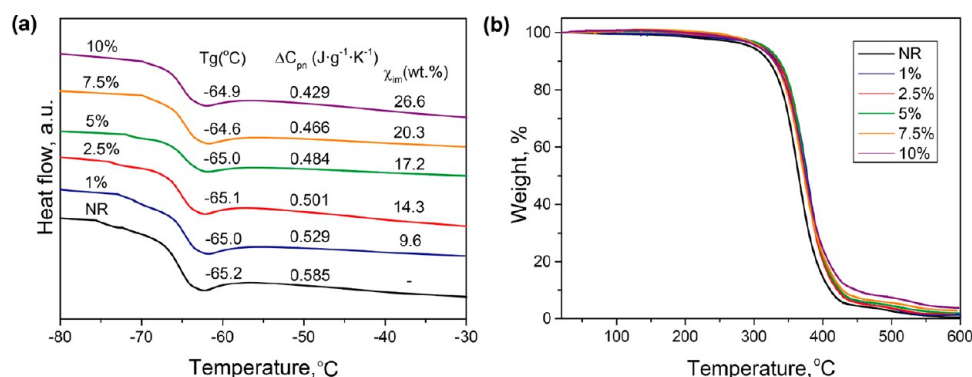 (a)
Heat flow, a.u.
Tg(°C) ΔCpn (J·g⁻¹·K⁻¹) χim(wt.%)
10% -64.9 0.429 26.6
7.5% -64.6 0.466 20.3
5% -65.0 0.484 17.2
2.5% -65.1 0.501 14.3
1% -65.0 0.529 9.6
NR -65.2 0.585 -
-80 -70 -60 -50 -40 -30
Temperature,°C
(b)
Weight, %
100
80
60
40
20
0
NR
1%
2.5%
5%
7.5%
10%
100 200 300 400 500 600
Temperature,°C